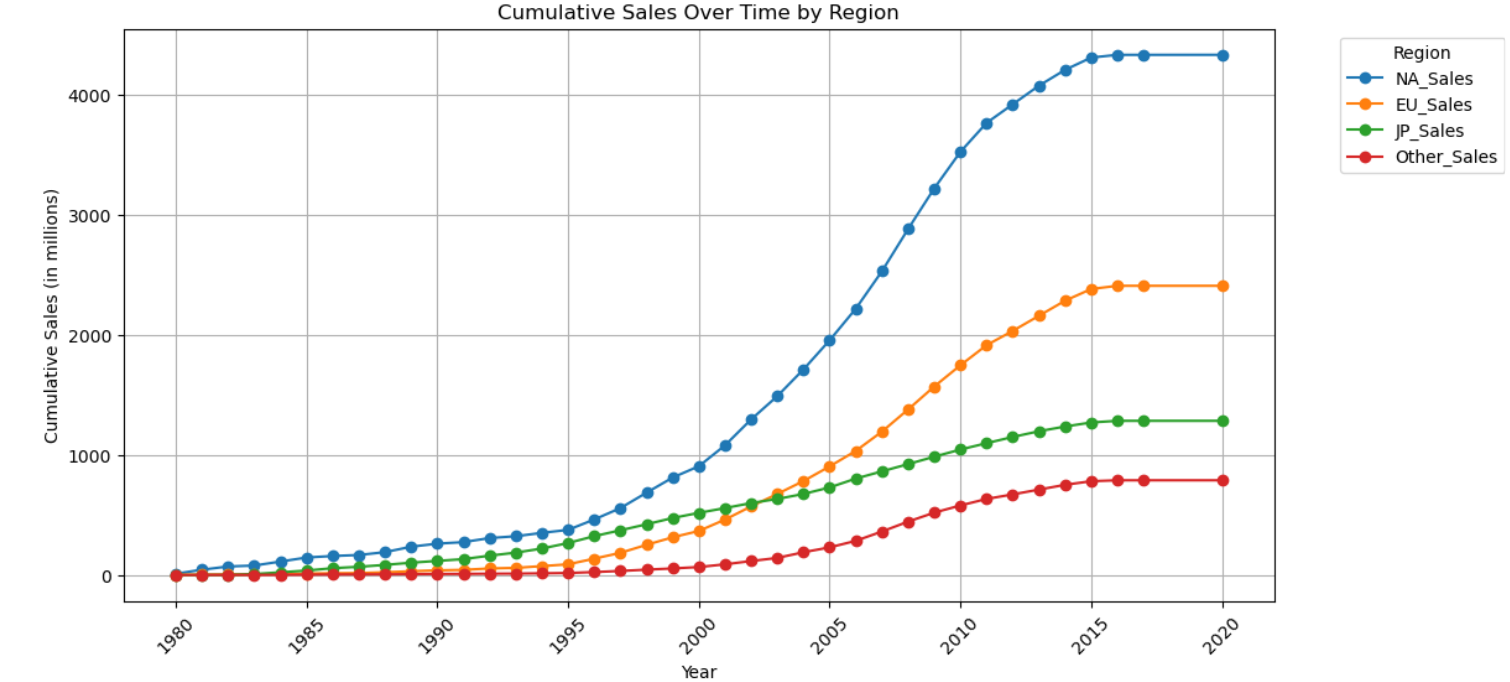 Cumulative Sales Over Time by Region
Region
NA_Sales
EU_Sales
JP_Sales
Other_Sales
Cumulative Sales (in millions)
4000
3000
2000
1000
0
1980
1985
1990
1995
2000
2005
2010
2015
2020
Year